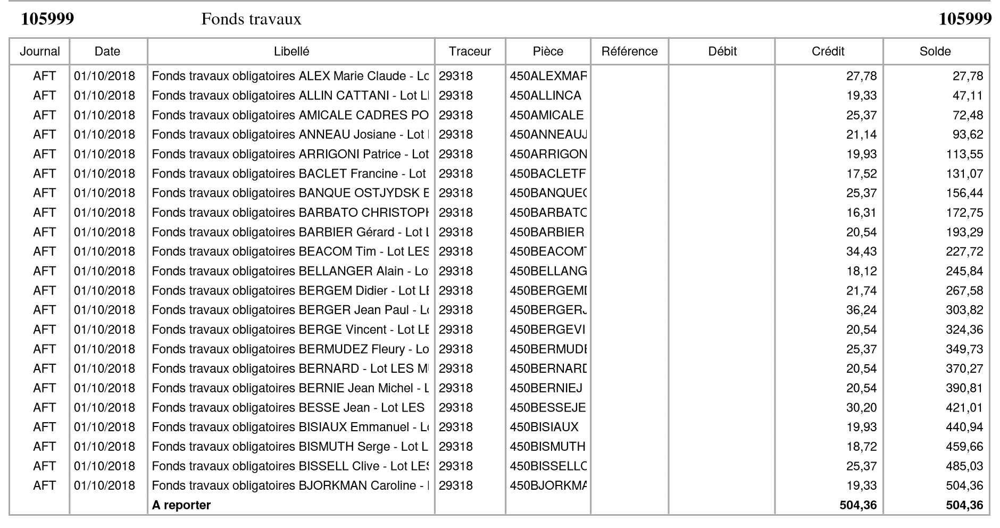 105999 Fonds travaux 105999
Journal Date Libellé Traceur Pièce Référence Débit Crédit Solde
AFT 01/10/2018 Fonds travaux obligatoires ALEX Marie Claude - Lo 29318 450ALEXMAR 27,78 27,78
AFT 01/10/2018 Fonds travaux obligatoires ALLIN CATTANI - Lot L 29318 450ALLINCA 19,33 47,11
AFT 01/10/2018 Fonds travaux obligatoires AMICALE CADRES PO 29318 450AMICALE 25,37 72,48
AFT 01/10/2018 Fonds travaux obligatoires ANNEAU Josiane - Lot 29318 450ANNEAUJ 21,14 93,62
AFT 01/10/2018 Fonds travaux obligatoires ARRIGONI Patrice - Lot 29318 450ARRIGON 19,93 113,55
AFT 01/10/2018 Fonds travaux obligatoires BACLET Francine - Lot 29318 450BACLETF 17,52 131,07
AFT 01/10/2018 Fonds travaux obligatoires BANQUE OSTJYDSK B 29318 450BANQUEO 25,37 156,44
AFT 01/10/2018 Fonds travaux obligatoires BARBATO CHRISTOPH 29318 450BARBATO 16,31 172,75
AFT 01/10/2018 Fonds travaux obligatoires BARBIER Gérard - Lot L 29318 450BARBIER 20,54 193,29
AFT 01/10/2018 Fonds travaux obligatoires BEACOM Tim - Lot LES 29318 450BEACOMT 34,43 227,72
AFT 01/10/2018 Fonds travaux obligatoires BELLANGER Alain - Lo 29318 450BELLANG 18,12 245,84
AFT 01/10/2018 Fonds travaux obligatoires BERGEM Didier - Lot LE 29318 450BERGEMD 21,74 267,58
AFT 01/10/2018 Fonds travaux obligatoires BERGER Jean Paul - Lo 29318 450BERGERJ 36,24 303,82
AFT 01/10/2018 Fonds travaux obligatoires BERGE Vincent - Lot LE 29318 450BERGEVI 20,54 324,36
AFT 01/10/2018 Fonds travaux obligatoires BERMUDEZ Fleury - Lo 29318 450BERMUDE 25,37 349,73
AFT 01/10/2018 Fonds travaux obligatoires BERNARD - Lot LES MU 29318 450BERNARD 20,54 370,27
AFT 01/10/2018 Fonds travaux obligatoires BERNIE Jean Michel - L 29318 450BERNIEJ 20,54 390,81
AFT 01/10/2018 Fonds travaux obligatoires BESSE Jean - Lot LES 29318 450BESSEJE 30,20 421,01
AFT 01/10/2018 Fonds travaux obligatoires BISIAUX Emmanuel - Lo 29318 450BISIAUX 19,93 440,94
AFT 01/10/2018 Fonds travaux obligatoires BISMUTH Serge - Lot L 29318 450BISMUTH 18,72 459,66
AFT 01/10/2018 Fonds travaux obligatoires BISSELL Clive - Lot LES 29318 450BISSELLC 25,37 485,03
AFT 01/10/2018 Fonds travaux obligatoires BJORKMAN Caroline - 29318 450BJORKMA 19,33 504,36
A reporter 504,36 504,36